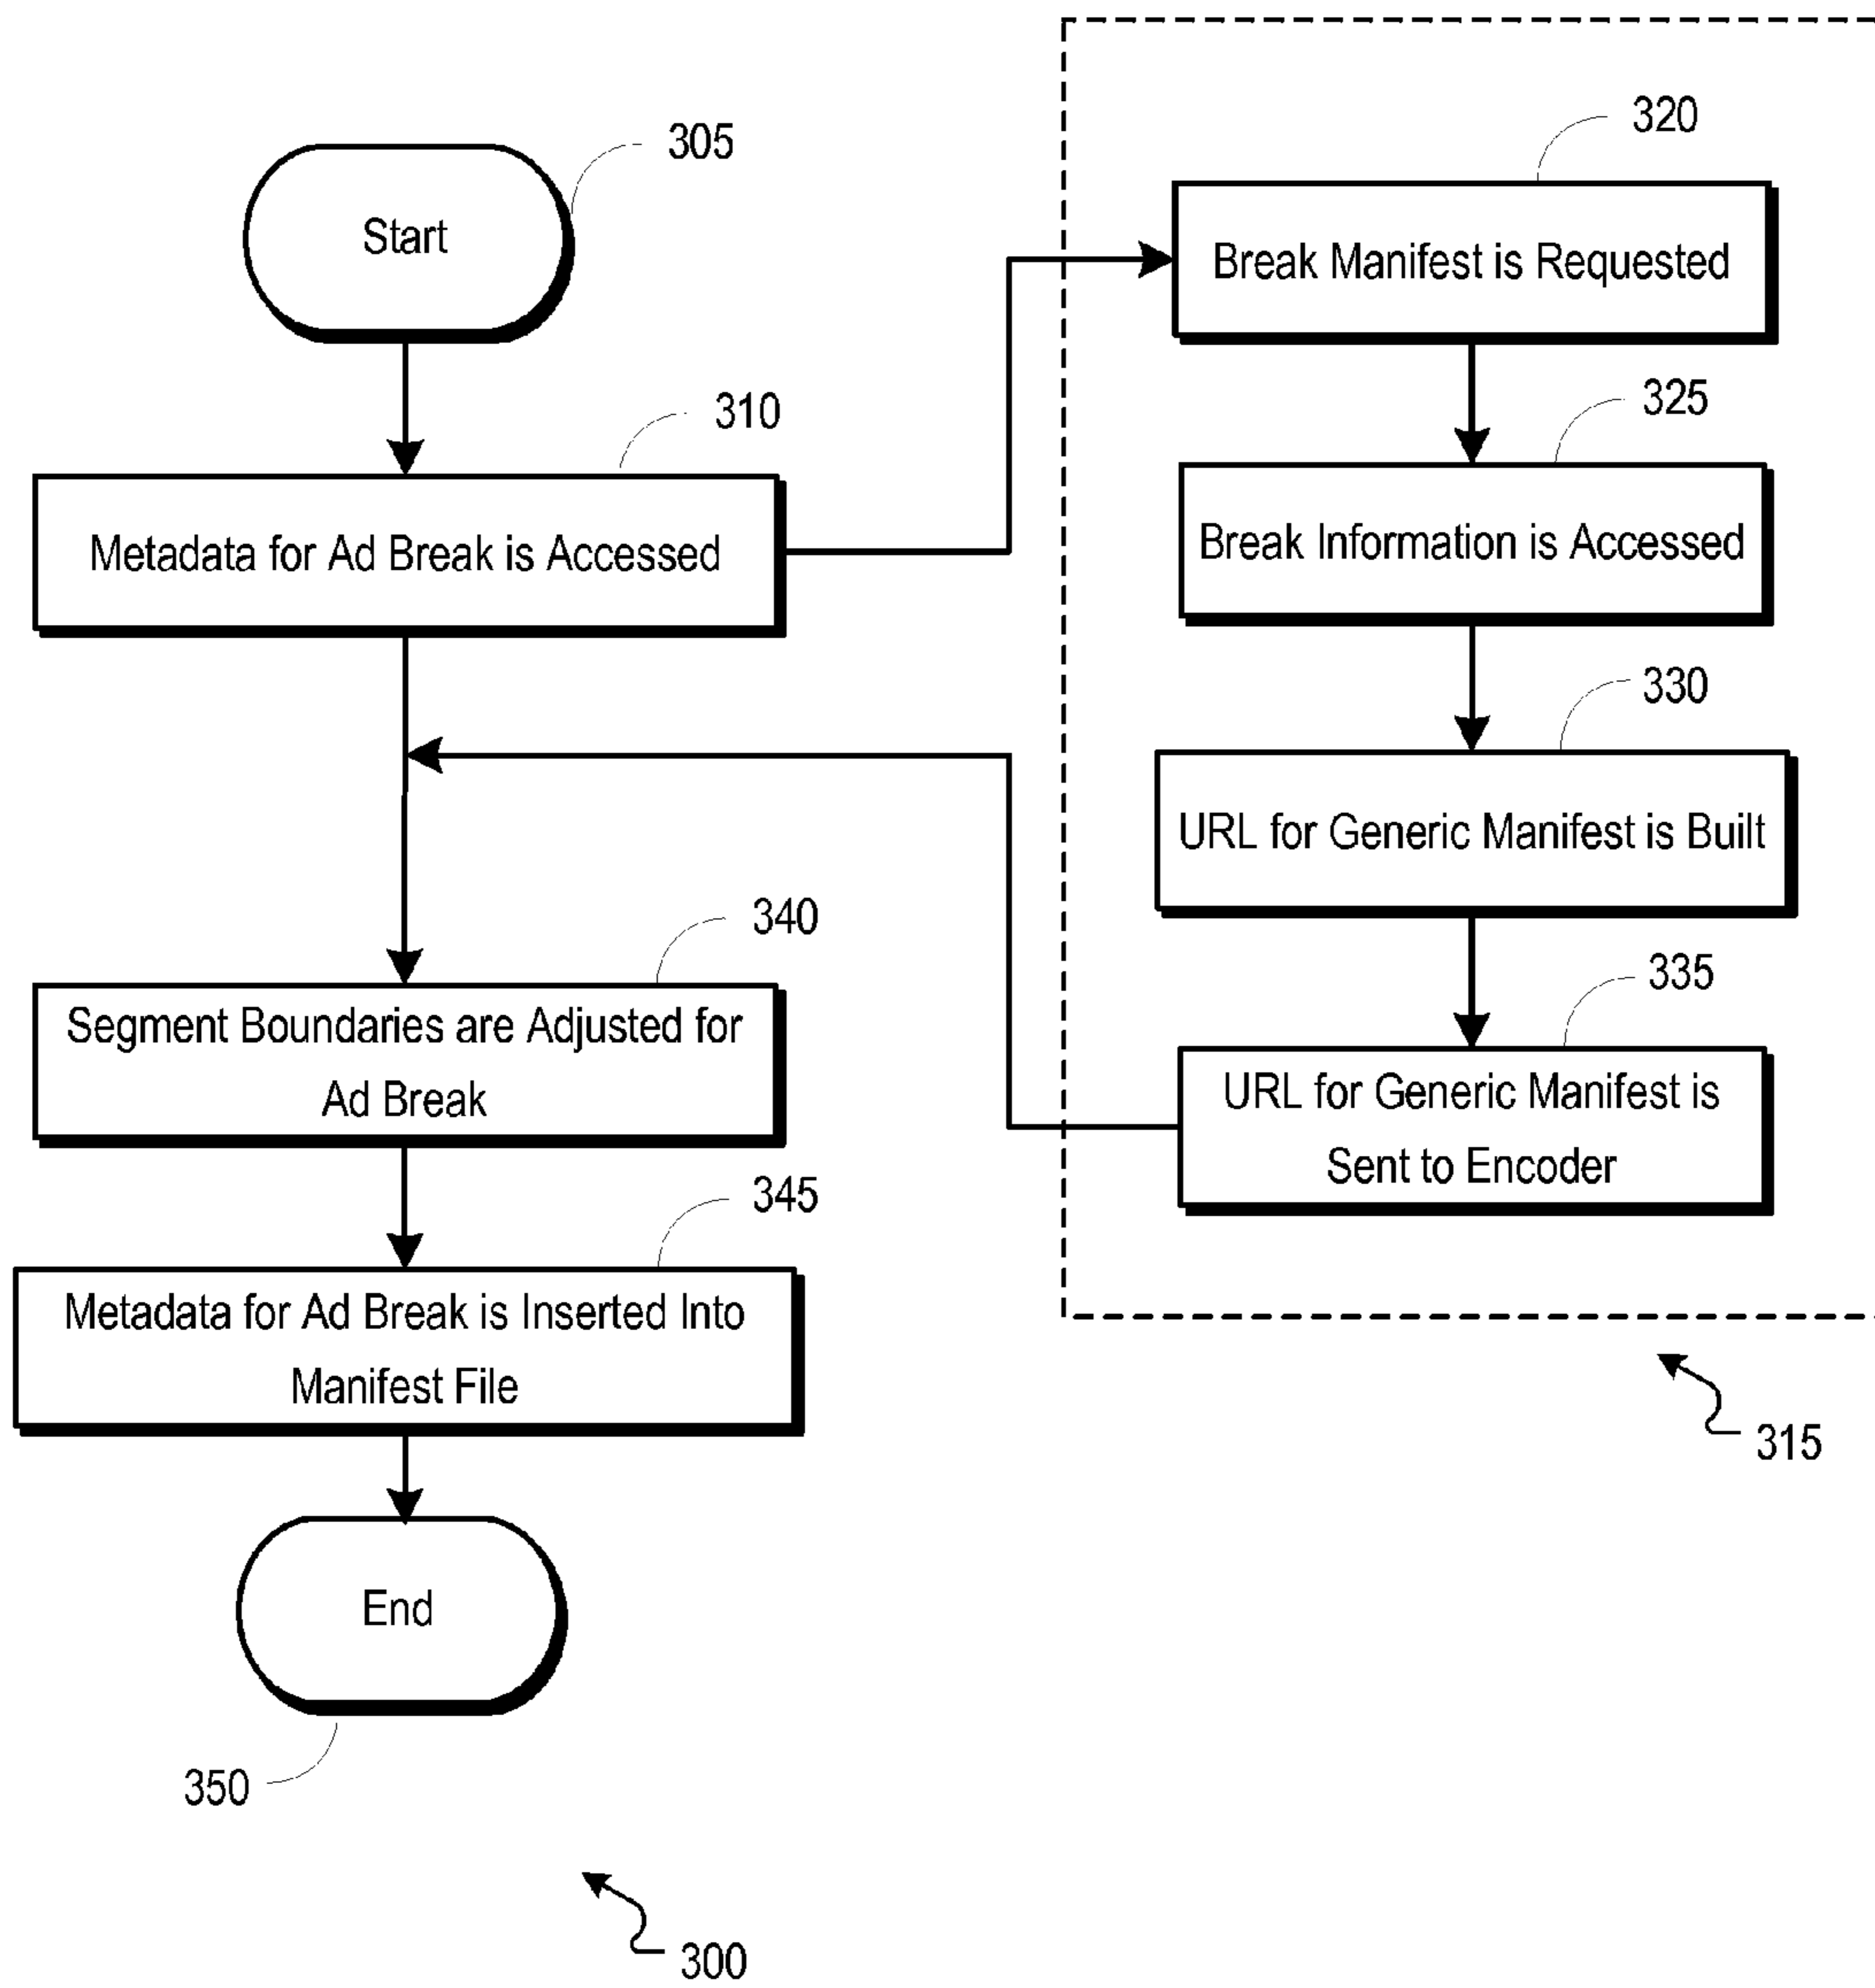 305
Start
310
Metadata for Ad Break is Accessed
320
Break Manifest is Requested
325
Break Information is Accessed
330
URL for Generic Manifest is Built
335
URL for Generic Manifest is
Sent to Encoder
315
340
Segment Boundaries are Adjusted for
Ad Break
345
Metadata for Ad Break is Inserted Into
Manifest File
End
350
300